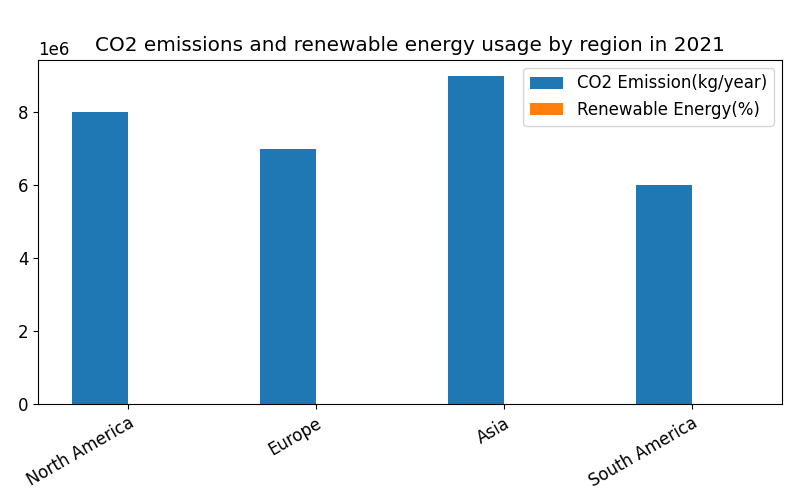 CO2 emissions and renewable energy usage by region in 2021
1e6
CO2 Emission(kg/year)
Renewable Energy(%)
8
6
4
2
0
North America
Europe
Asia
South America